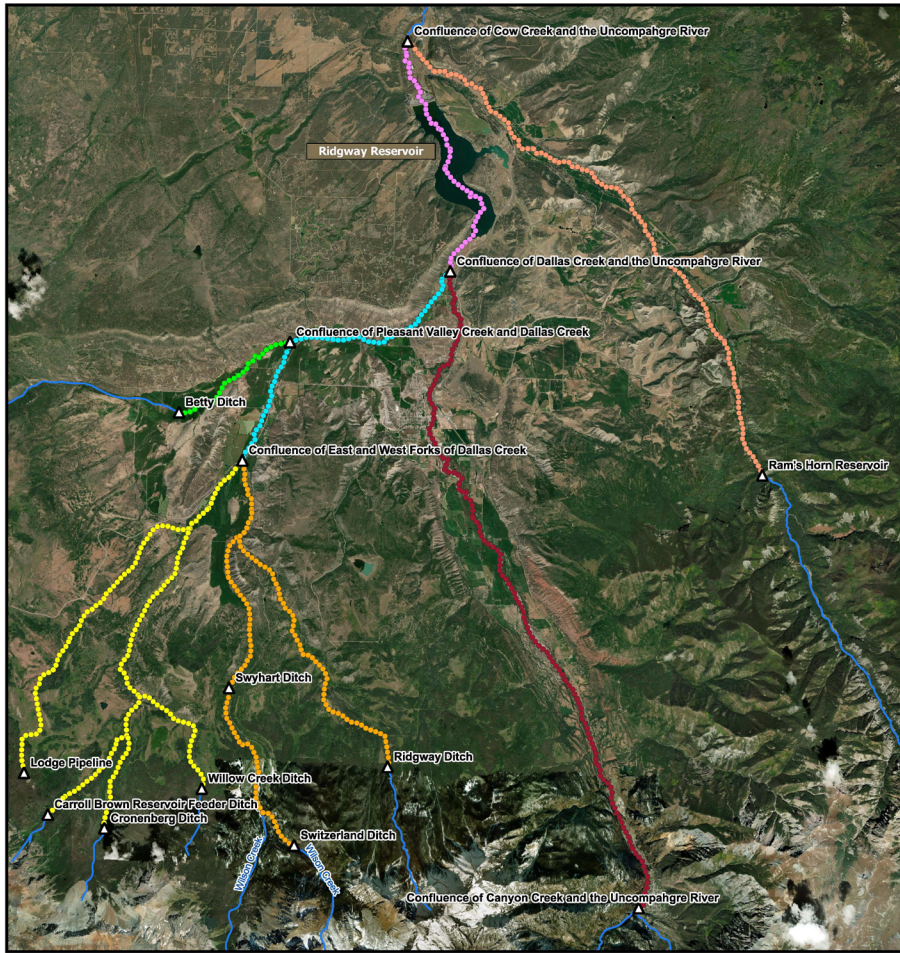 Confluence of Cow Creek and the Uncompahgre River
Ridgway Reservoir
Confluence of Dallas Creek and the Uncompahgre River
Confluence of Pleasant Valley Creek and Dallas Creek
Betty Ditch
Confluence of East and West Forks of Dallas Creek
Ram's Horn Reservoir
Swyhart Ditch
Lodge Pipeline
Ridgway Ditch
Willow Creek Ditch
Carroll Brown Reservoir Feeder Ditch
Cronenberg Ditch
Switzerland Ditch
Wilson Creek
Wilson Creek
Confluence of Canyon Creek and the Uncompahgre River